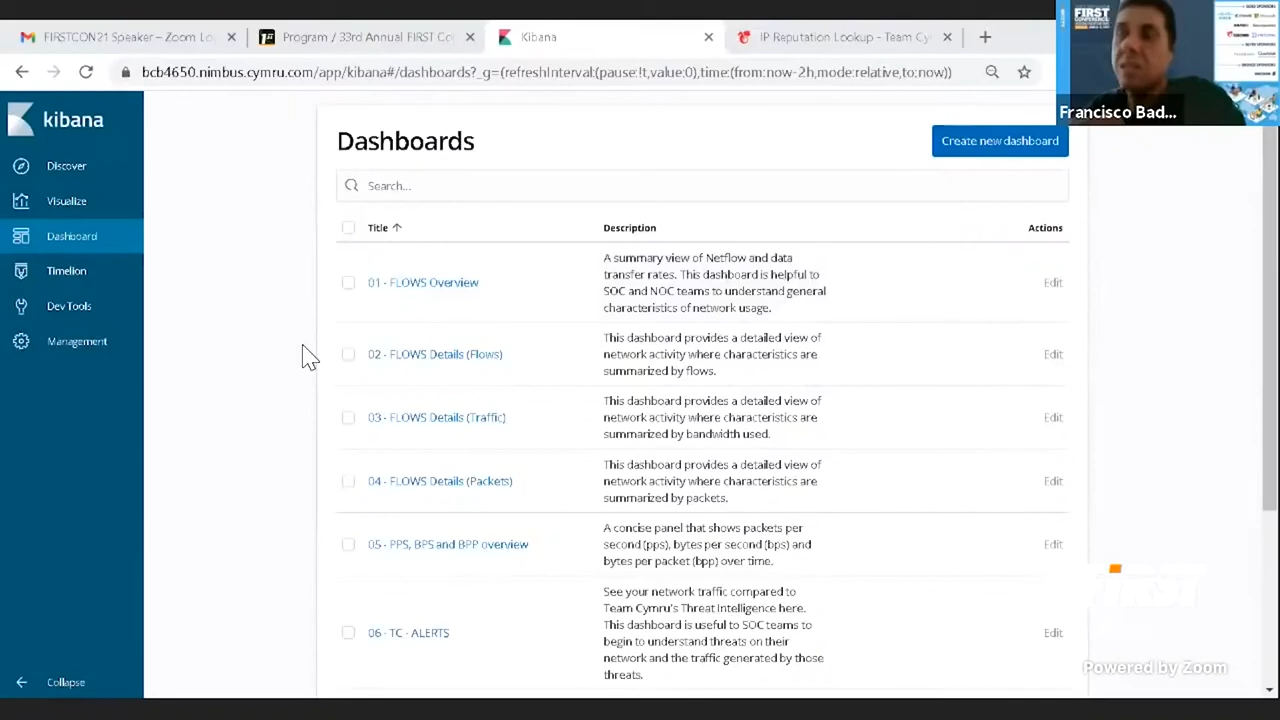 FIRSTCON21 Speaker – Z
Pro
Ki
IP R
ookup - Team Cy
bcb4650.nimbus.cymru.com/app/kibana#/dashboards?_g=(refreshInterval:(pause:!t,value:0),time:(from:now-2h,mode:relative,to:now))
FIRST
CONFERENCE
Francisco Bad...
kibana
Discover
Visualize
Dashboard
Timelion
Dev Tools
Management
Collapse
Dashboards
Create new dashboard
Search...
Title
Description
Actions
01 - FLOWS Overview
A summary view of Netflow and data
transfer rates. This dashboard is helpful to
SOC and NOC teams to understand general
characteristics of network usage.
Edit
02 - FLOWS Details (Flows)
This dashboard provides a detailed view of
network activity where characteristics are
summarized by flows.
Edit
03 - FLOWS Details (Traffic)
This dashboard provides a detailed view of
network activity where characteristics are
summarized by bandwidth used.
Edit
04 - FLOWS Details (Packets)
This dashboard provides a detailed view of
network activity where characteristics are
summarized by packets.
Edit
05 - PPS, BPS and BPP overview
A concise panel that shows packets per
second (pps), bytes per second (bps) and
bytes per packet (bpp) over time.
Edit
06 - TC - ALERTS
See your network traffic compared to
Team Cymru's Threat Intelligence here.
This dashboard is useful to SOC teams to
begin to understand threats on their
network and the traffic generated by those
threats.
Edit
FIRST
Powered by Zoom